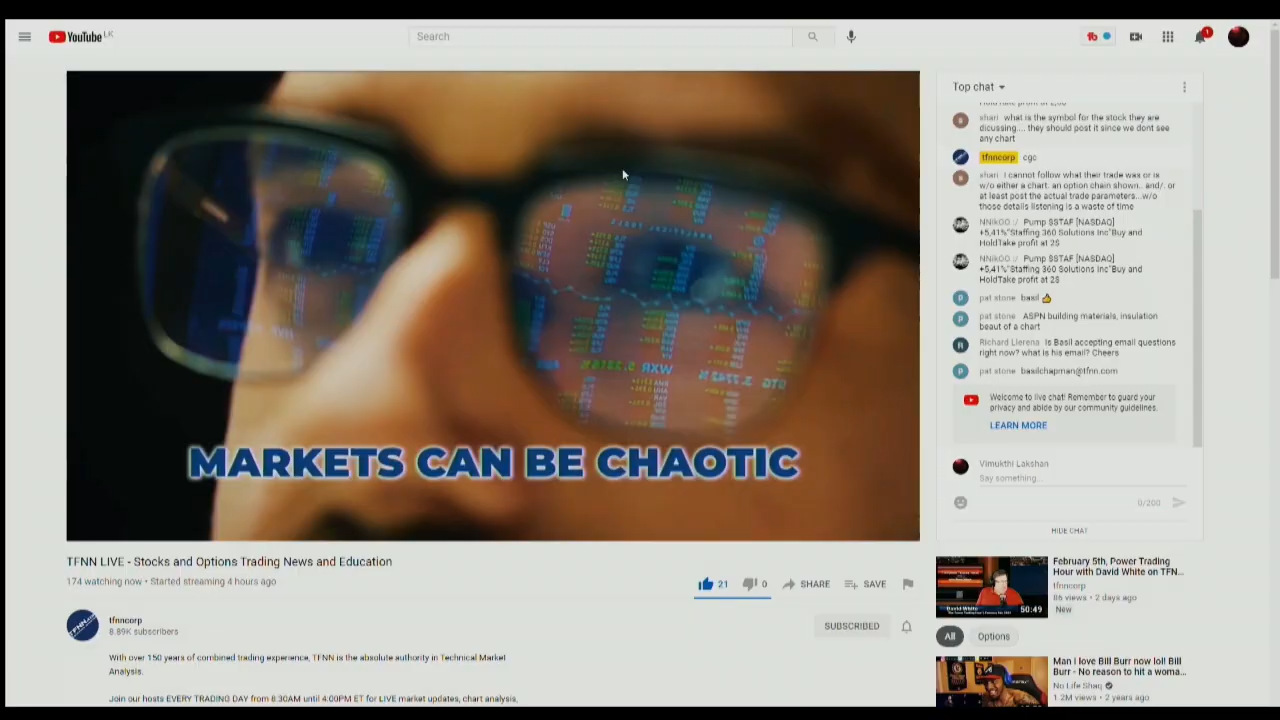 YouTube LK
Search
1
MARKETS CAN BE CHAOTIC
TFNN LIVE - Stocks and Options Trading News and Education
174 watching now • Started streaming 4 hours ago
21
0
SHARE
SAVE
tfnncorp
8.89K subscribers
SUBSCRIBED
With over 150 years of combined trading experience, TFNN is the absolute authority in Technical Market
Analysis.
Join our hosts EVERY TRADING DAY from 8:30AM until 4:00PM ET for LIVE market updates, chart analysis,
Top chat
shari what is the symbol for the stock they are
dicussing.... they should post it since we dont see
any chart
tfnncorp cgc
shari I cannot follow what their trade was or is
w/o either a chart. an option chain shown.. and/. or
at least post the actual trade parameters...w/o
those details listening is a waste of time
NNikGG :/ Pump $STAF [NASDAQ]
+5,41%"Staffing 360 Solutions Inc"Buy and
HoldTake profit at 2$
NNikGG :/ Pump $STAF [NASDAQ]
+5,41%"Staffing 360 Solutions Inc"Buy and
HoldTake profit at 2$
pat stone basil 👍
pat stone ASPN building materials, insulation
beaut of a chart
Richard Llerena Is Basil accepting email questions
right now? what is his email? Cheers
pat stone basilchapman@tfnn.com
Welcome to live chat! Remember to guard your
privacy and abide by our community guidelines.
LEARN MORE
Vimukthi Lakshan
Say something...
0/200
HIDE CHAT
February 5th, Power Trading
Hour with David White on TFN...
tfnncorp
86 views • 2 days ago
New
David White
50:49
All
Options
Man I love Bill Burr now lol! Bill
Burr - No reason to hit a woma...
No Life Shaq
1.2M views • 2 years ago